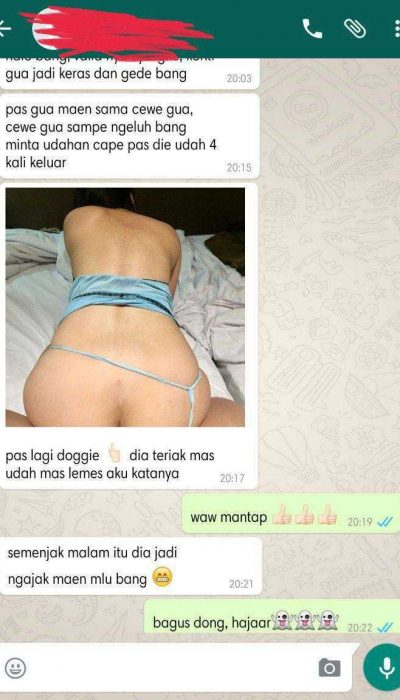 gua jadi keras dan gede bang
20:03
pas gua maen sama cewe gua,
cewe gua sampe ngeluh bang
minta udahan cape pas die udah 4
kali keluar
20:15
pas lagi doggie 👆🏻 dia teriak mas
udah mas lemes aku katanya
20:17
waw mantap 👍🏻👍🏻👍🏻
20:19
semenjak malam itu dia jadi
ngajak maen mlu bang 😁
20:21
bagus dong, hajaar👻👻👻
20:22